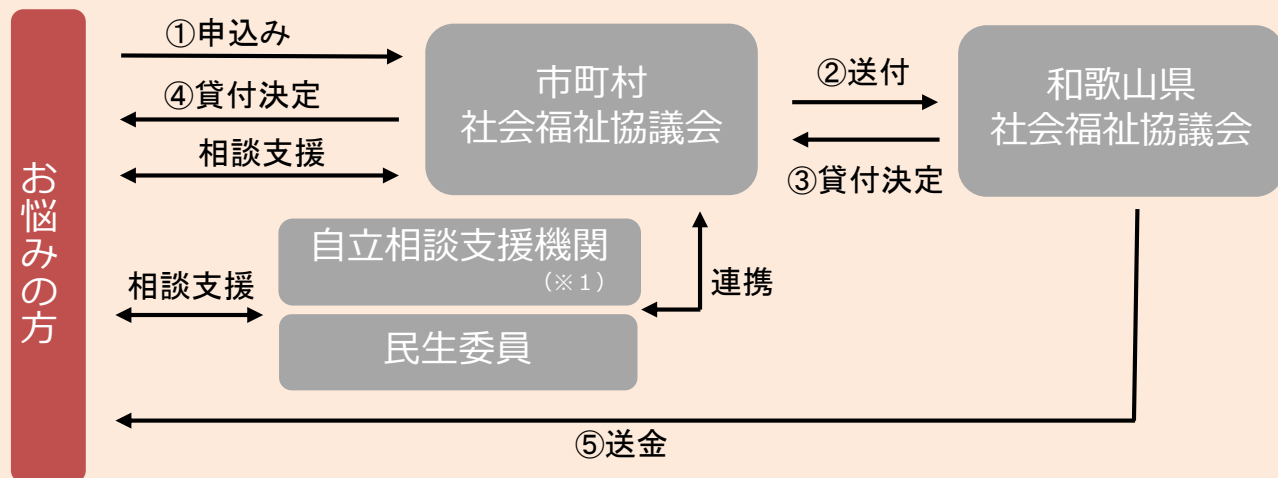 お悩みの方
①申込み
④貸付決定
相談支援
市町村
社会福祉協議会
②送付
③貸付決定
和歌山県
社会福祉協議会
相談支援
自立相談支援機関
（※１）
民生委員
連携
⑤送金